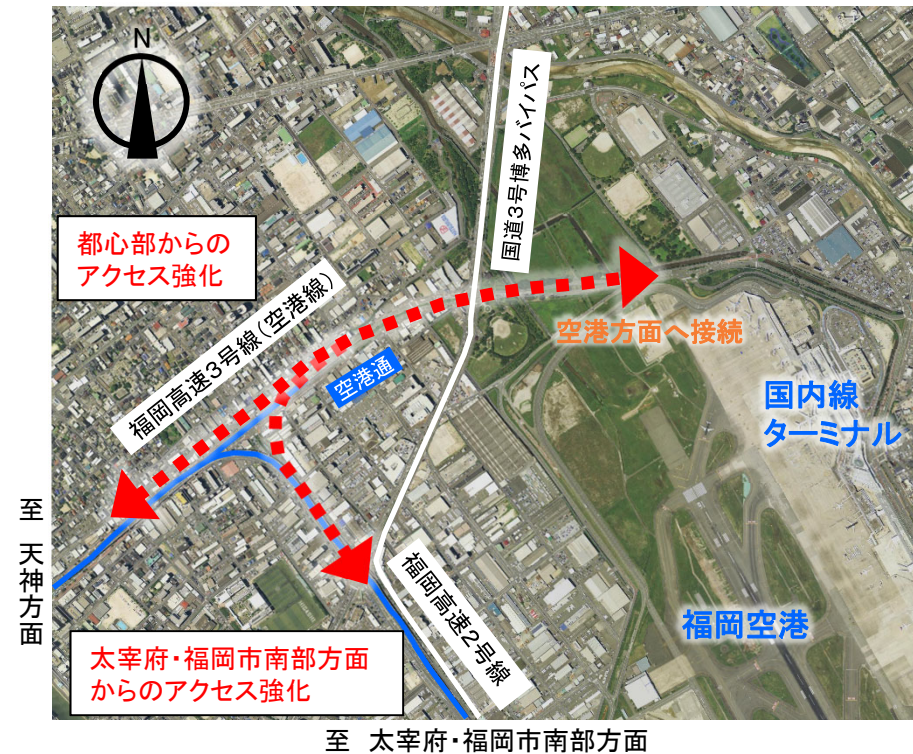 N
国道3号博多バイパス
都心部からの
アクセス強化
福岡高速3号線(空港線)
空港方面へ接続
空港通
国内線
ターミナル
至 天神方面
福岡高速2号線
福岡空港
太宰府・福岡市南部方面
からのアクセス強化
至 太宰府・福岡市南部方面